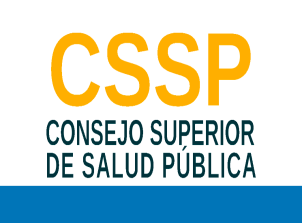 CSSP
CONSEJO SUPERIOR
DE SALUD PÚBLICA